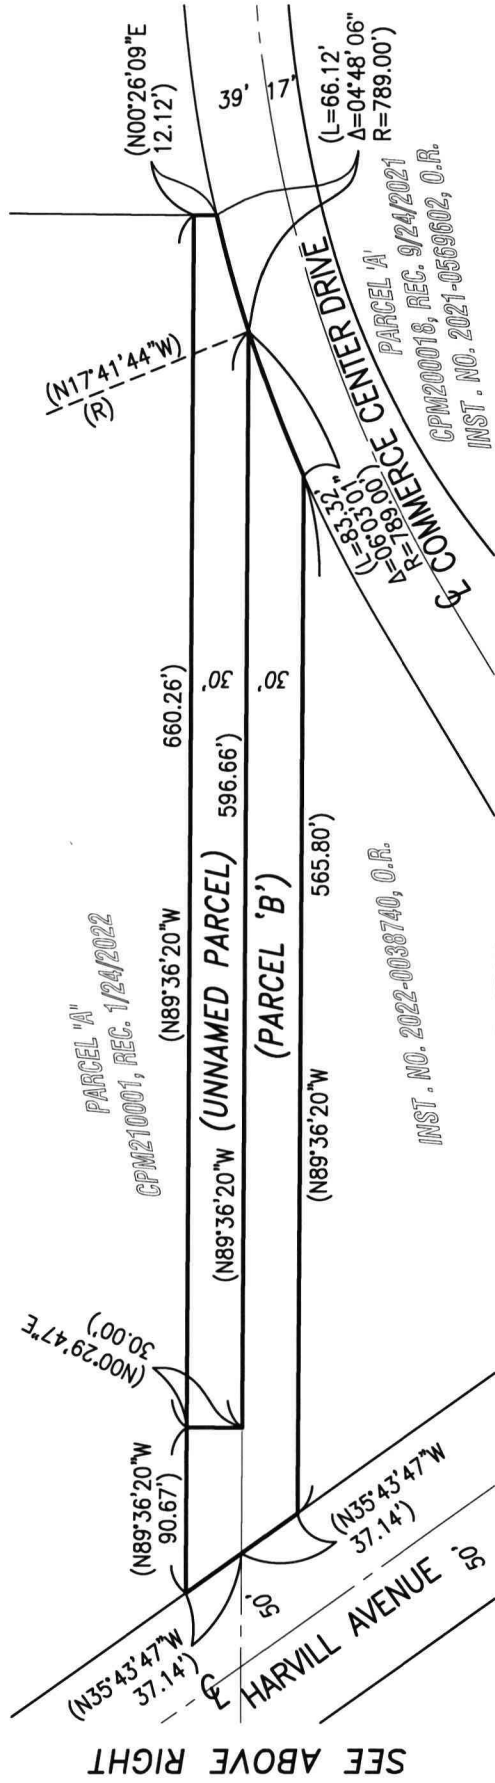 (N00°26'09"E
12.12')
39'
17'
(L=66.12'
Δ=04°48'06"
R=789.00')
(N17°41'44"W)
(R)
PARCEL 'A'
CPM200018, REC. 9/24/2021
INST. NO. 2021-0569602, O.R.
℄ COMMERCE CENTER DRIVE
(L=83.32'
Δ=06°03'01"
R=789.00')
PARCEL "A"
CPM210001, REC. 1/24/2022
(N89°36'20"W
660.26')
30'
(UNNAMED PARCEL)
(N89°36'20"W
596.66')
30'
(PARCEL 'B')
(N89°36'20"W
565.80')
INST. NO. 2022-0038740, O.R.
(N00°29'47"E
30.00')
(N89°36'20"W
90.67')
(N35°43'47"W
37.14')
(N35°43'47"W
37.14')
50'
50'
℄ HARVILL AVENUE
SEE ABOVE RIGHT